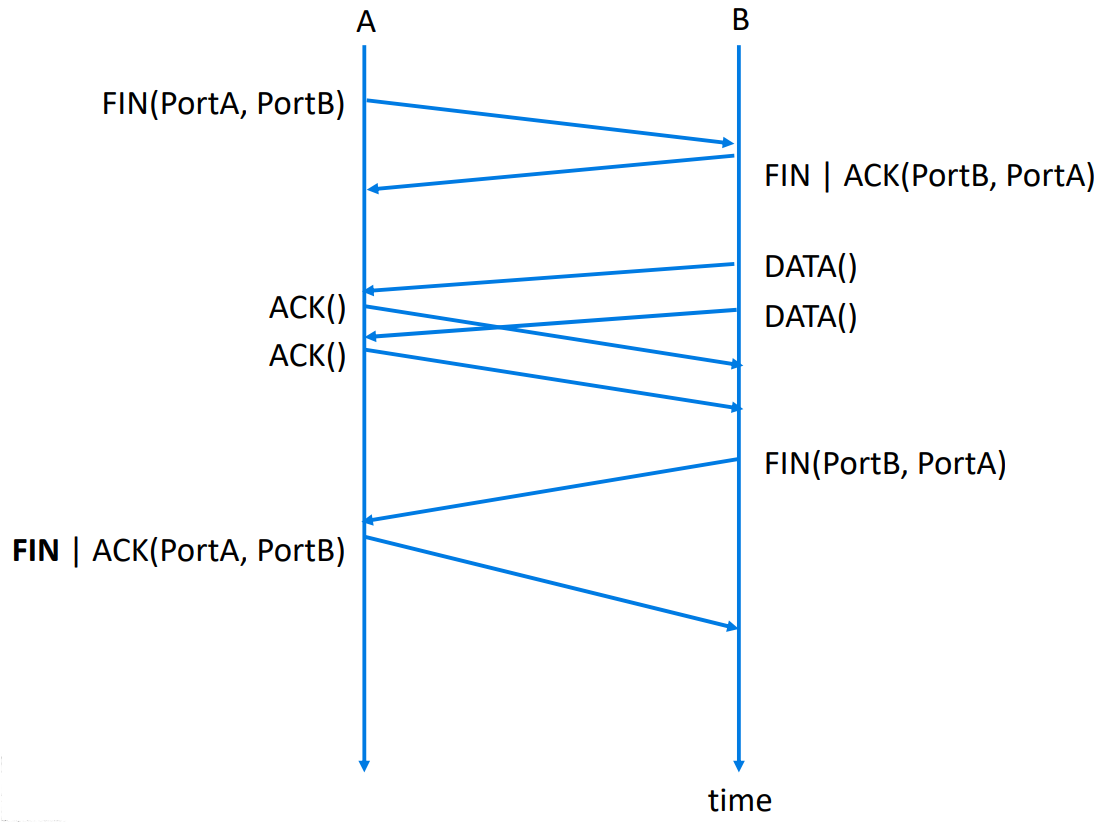 A
B
FIN(PortA, PortB)
FIN | ACK(PortB, PortA)
DATA()
ACK()
DATA()
ACK()
FIN(PortB, PortA)
FIN | ACK(PortA, PortB)
time